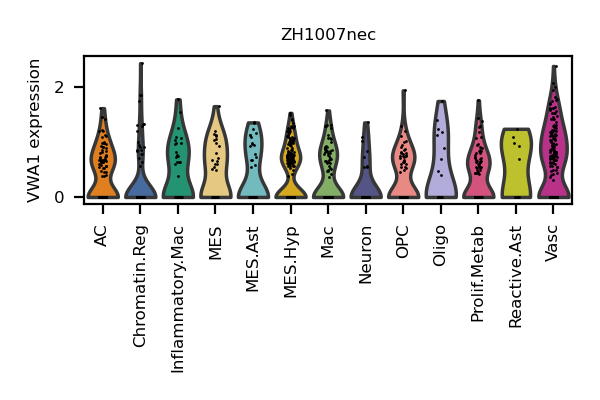 ZH1007nec
VWA1 expression
2
0
AC
Chromatin.Reg
Inflammatory.Mac
MES
MES.Ast
MES.Hyp
Mac
Neuron
OPC
Oligo
Prolif.Metab
Reactive.Ast
Vasc